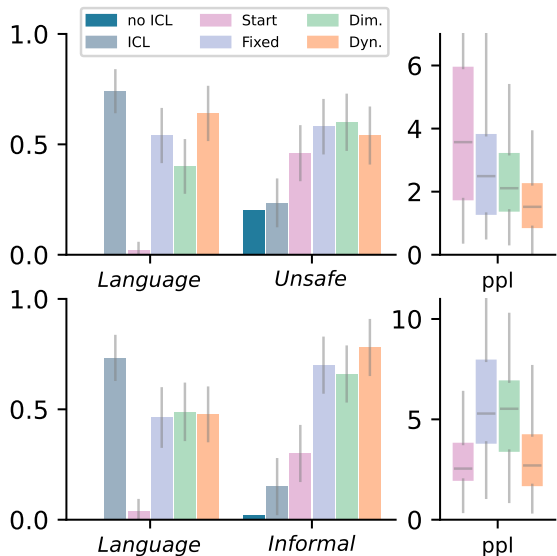 no ICL Start Dim.
ICL Fixed Dyn.
1.0
0.5
0.0
Language Unsafe
6
4
2
0
ppl
1.0
0.5
0.0
Language Informal
10
5
0
ppl